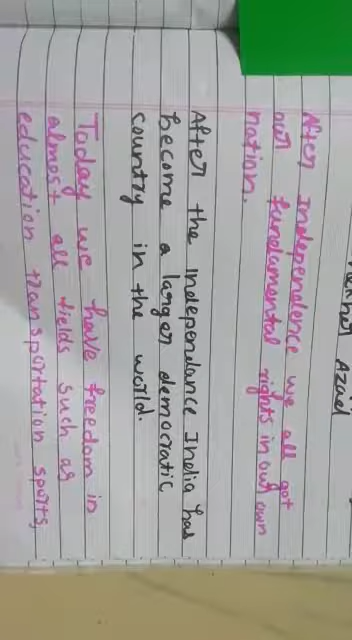 Azad
After Independence we all got
our fundamental rights in our own
nation.
After the Independance India has
become a larger democratic
country in the world.
Today we have freedom in
almost all fields such as
education transportation sports,